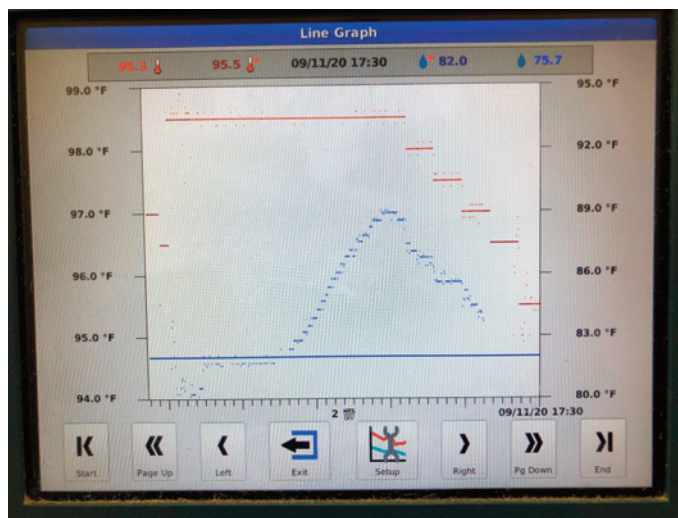 Line Graph
95.3 95.5 09/11/20 17:30 82.0 75.7
99.0 °F 95.0 °F
98.0 °F 92.0 °F
97.0 °F 89.0 °F
96.0 °F 86.0 °F
95.0 °F 83.0 °F
94.0 °F 80.0 °F
2 09/11/20 17:30
Start Page Up Left Exit Setup Right Pg Down End